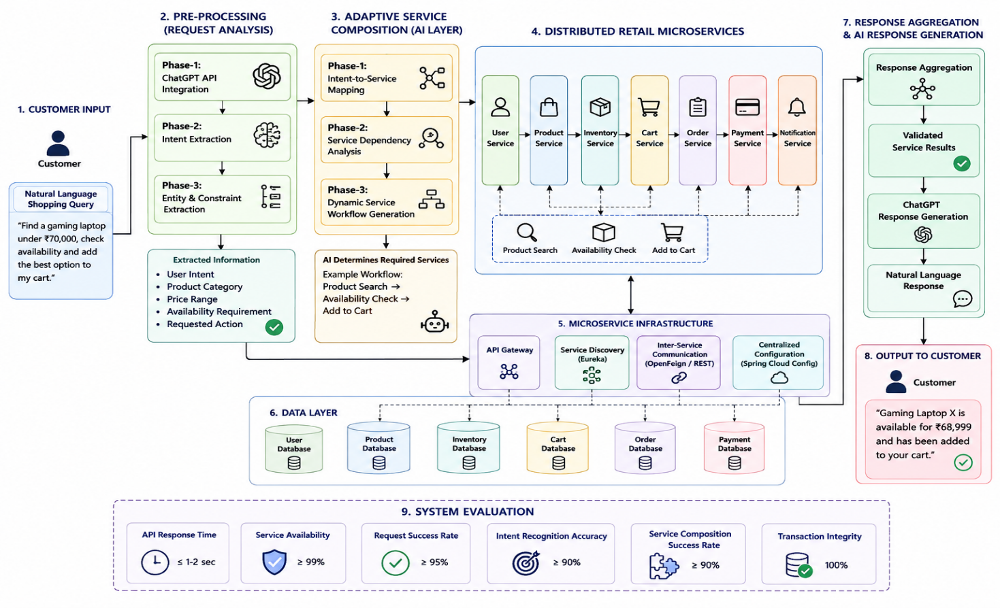 1. CUSTOMER INPUT
Customer
Natural Language
Shopping Query
“Find a gaming laptop
under ₹70,000, check
availability and add
the best option to
my cart.”
2. PRE-PROCESSING
(REQUEST ANALYSIS)
Phase-1:
ChatGPT API
Integration
Phase-2:
Intent Extraction
Phase-3:
Entity & Constraint
Extraction
Extracted Information
• User Intent
• Product Category
• Price Range
• Availability Requirement
• Requested Action
3. ADAPTIVE SERVICE
COMPOSITION (AI LAYER)
Phase-1:
Intent-to-Service
Mapping
Phase-2:
Service Dependency
Analysis
Phase-3:
Dynamic Service
Workflow Generation
AI Determines Required Services
Example Workflow:
Product Search →
Availability Check →
Add to Cart
4. DISTRIBUTED RETAIL MICROSERVICES
User
Service
Product
Service
Inventory
Service
Cart
Service
Order
Service
Payment
Service
Notification
Service
Product Search
Availability Check
Add to Cart
5. MICROSERVICE INFRASTRUCTURE
API Gateway
Service Discovery
(Eureka)
Inter-Service
Communication
(OpenFeign / REST)
Centralized
Configuration
(Spring Cloud Config)
6. DATA LAYER
User
Database
Product
Database
Inventory
Database
Cart
Database
Order
Database
Payment
Database
7. RESPONSE AGGREGATION
& AI RESPONSE GENERATION
Response Aggregation
Validated
Service Results
ChatGPT
Response Generation
Natural Language
Response
8. OUTPUT TO CUSTOMER
Customer
“Gaming Laptop X is
available for ₹68,999
and has been added
to your cart.”
9. SYSTEM EVALUATION
API Response Time
≤ 1-2 sec
Service Availability
≥ 99%
Request Success Rate
≥ 95%
Intent Recognition Accuracy
≥ 90%
Service Composition
Success Rate
≥ 90%
Transaction Integrity
100%